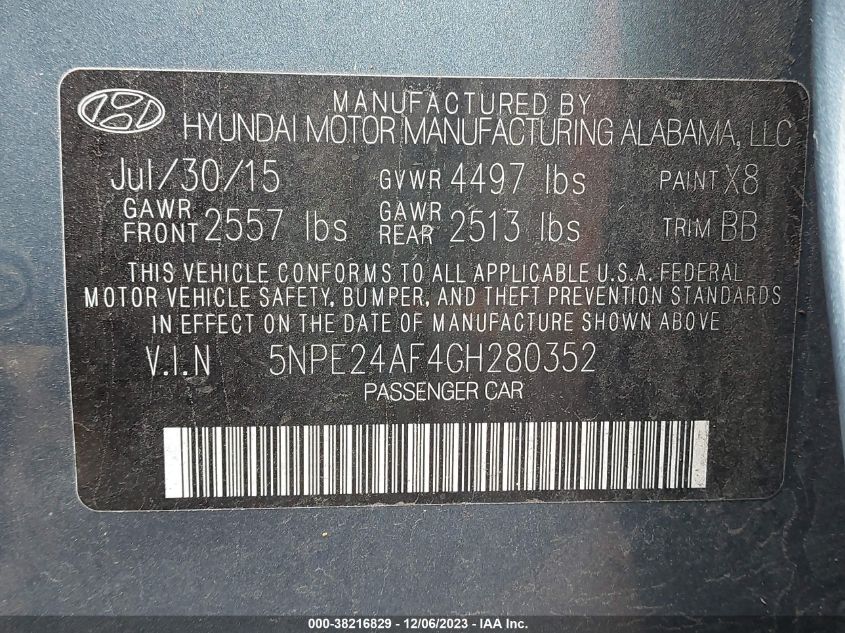 MANUFACTURED BY
HYUNDAI MOTOR MANUFACTURING ALABAMA, LLC
Jul/30/15 GVWR 4497 lbs PAINT X8
GAWR FRONT 2557 lbs GAWR REAR 2513 lbs TRIM BB
THIS VEHICLE CONFORMS TO ALL APPLICABLE U.S.A. FEDERAL
MOTOR VEHICLE SAFETY, BUMPER, AND THEFT PREVENTION STANDARDS
IN EFFECT ON THE DATE OF MANUFACTURE SHOWN ABOVE.
V.I.N 5NPE24AF4GH280352
PASSENGER CAR
000-38216829 - 12/06/2023 - IAAI.COM